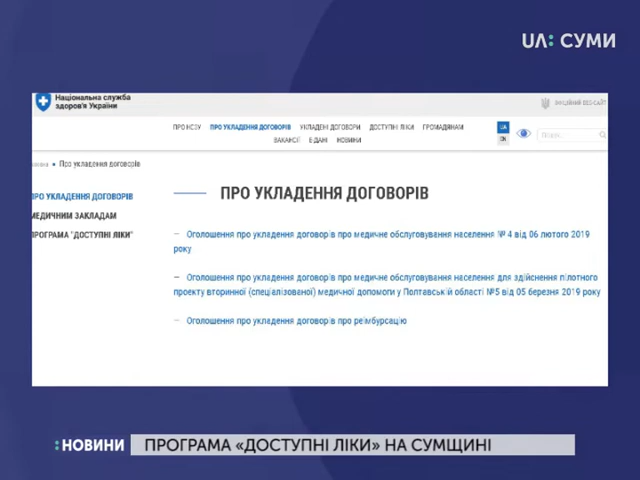 UA: СУМИ
Національна служба
здоров'я України
ОФІЦІЙНИЙ ВЕБ-САЙТ
ПРО НСЗУ ПРО УКЛАДЕННЯ ДОГОВОРІВ УКЛАДЕНІ ДОГОВОРИ ДОСТУПНІ ЛІКИ ГРОМАДЯНАМ
UA
ВАКАНСІЇ Е-ДАНІ НОВИНИ
EN
Про укладення договорів
ПРО УКЛАДЕННЯ ДОГОВОРІВ
МЕДИЧНИМ ЗАКЛАДАМ
ПРОГРАМА "ДОСТУПНІ ЛІКИ"
ПРО УКЛАДЕННЯ ДОГОВОРІВ
— Оголошення про укладення договорів про медичне обслуговування населення № 4 від 06 лютого 2019
року
— Оголошення про укладення договорів про медичне обслуговування населення для здійснення пілотного
проекту вторинної (спеціалізованої) медичної допомоги у Полтавській області №5 від 05 березня 2019 року
— Оголошення про укладення договорів про реімбурсацію
:НОВИНИ ПРОГРАМА «ДОСТУПНІ ЛІКИ» НА СУМЩИНІ